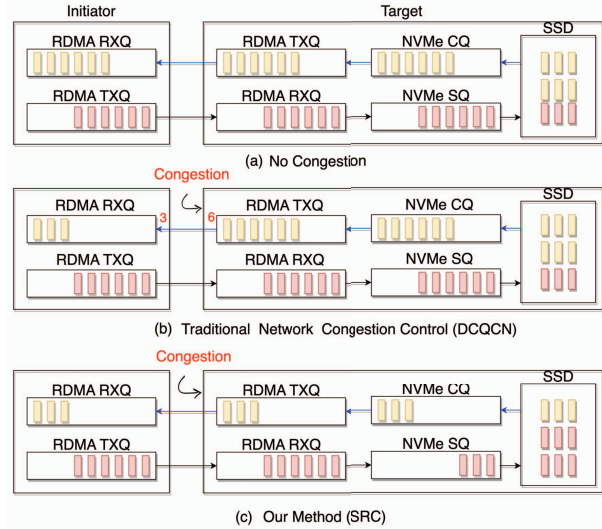 Initiator
Target
SSD
RDMA RXQ
RDMA TXQ
NVMe CQ
RDMA TXQ
RDMA RXQ
NVMe SQ
(a) No Congestion
Congestion
SSD
RDMA RXQ
3
6
RDMA TXQ
NVMe CQ
RDMA TXQ
RDMA RXQ
NVMe SQ
(b) Traditional Network Congestion Control (DCQCN)
Congestion
SSD
RDMA RXQ
RDMA TXQ
NVMe CQ
RDMA TXQ
RDMA RXQ
NVMe SQ
(c) Our Method (SRC)